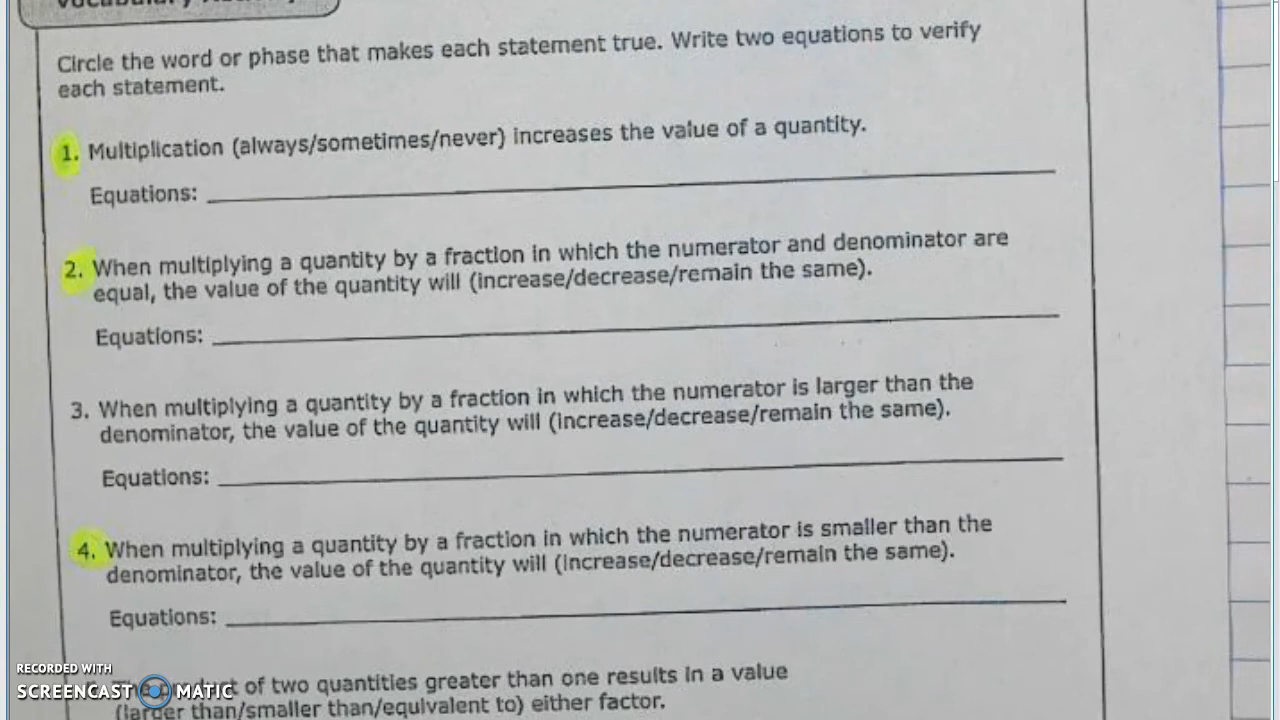 Circle the word or phase that makes each statement true. Write two equations to verify
each statement.
1. Multiplication (always/sometimes/never) increases the value of a quantity.
Equations:
2. When multiplying a quantity by a fraction in which the numerator and denominator are
equal, the value of the quantity will (increase/decrease/remain the same).
Equations:
3. When multiplying a quantity by a fraction in which the numerator is larger than the
denominator, the value of the quantity will (increase/decrease/remain the same).
Equations:
4. When multiplying a quantity by a fraction in which the numerator is smaller than the
denominator, the value of the quantity will (increase/decrease/remain the same).
Equations:
of two quantities greater than one results in a value
(larger than/smaller than/equivalent to) either factor.
RECORDED WITH
SCREENCAST MATIC